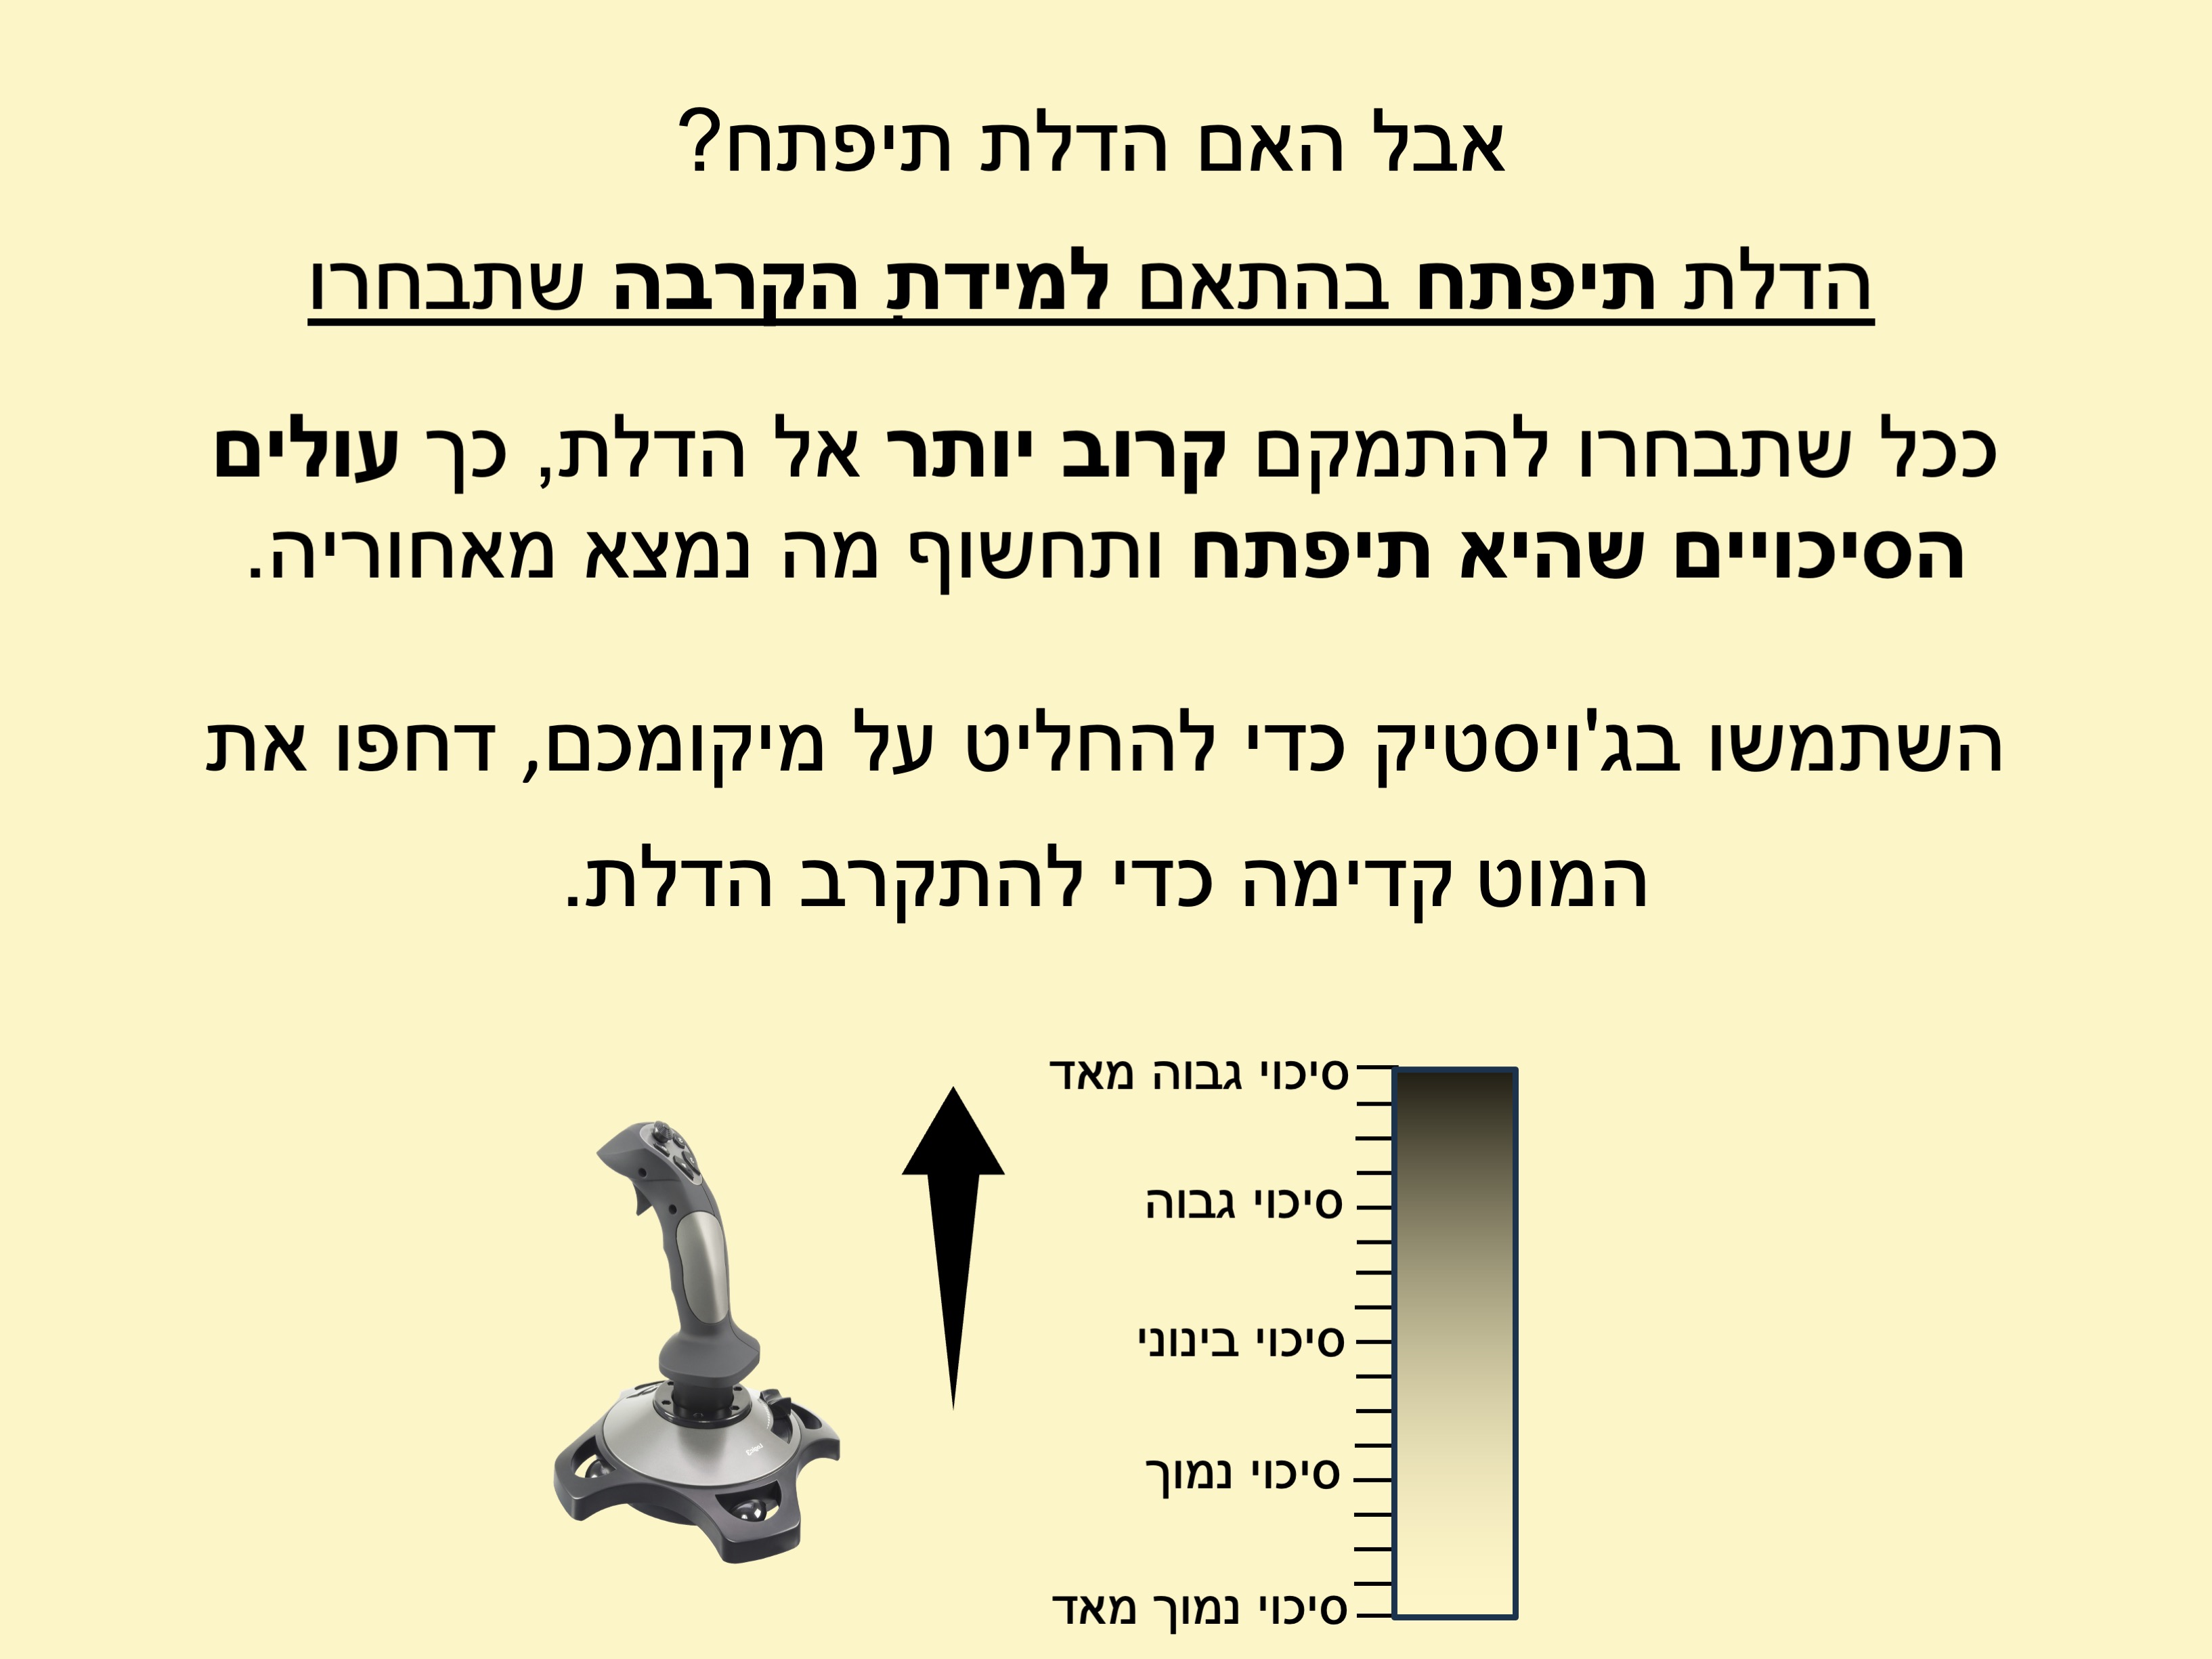 אבל האם הדלת תיפתח?
הדלת תיפתח בהתאם למידתִ הקרבה שתבחרו
ככל שתבחרו להתמקם קרוב יותר אל הדלת, כך עולים
הסיכויים שהיא תיפתח ותחשוף מה נמצא מאחוריה.
השתמשו בג'ויסטיק כדי להחליט על מיקומכם, דחפו את
המוט קדימה כדי להתקרב הדלת.
סיכוי גבוה מאד
סיכוי גבוה
סיכוי בינוני
סיכוי נמוך
סיכוי נמוך מאד